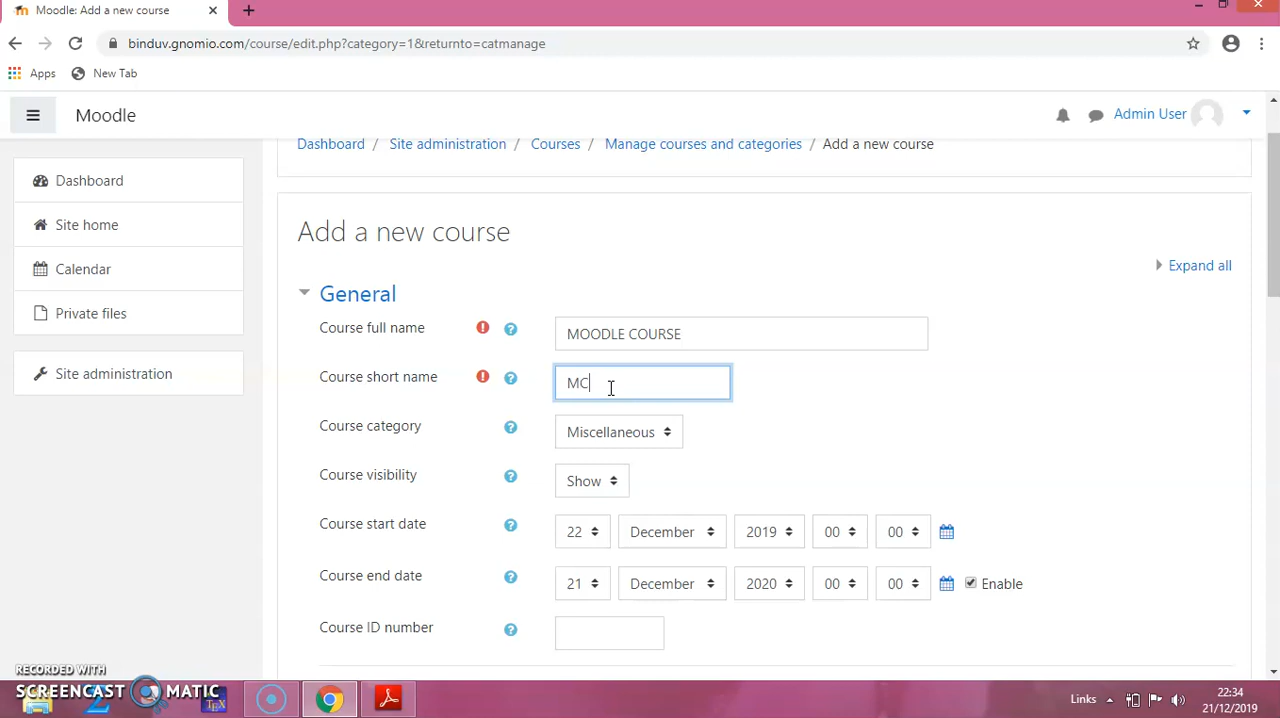 Moodle: Add a new course
binduv.gnomio.com/course/edit.php?category=1&returnto=catmanage
Apps New Tab
Moodle Admin User
Dashboard / Site administration / Courses / Manage courses and categories / Add a new course
Dashboard
Site home
Calendar
Private files
Site administration
Add a new course
Expand all
General
Course full name MOODLE COURSE
Course short name MC
Course category Miscellaneous
Course visibility Show
Course start date 22 December 2019 00 00
Course end date 21 December 2020 00 00 Enable
Course ID number
RECORDED WITH
SCREENCAST MATIC
Links 22:34
21/12/2019